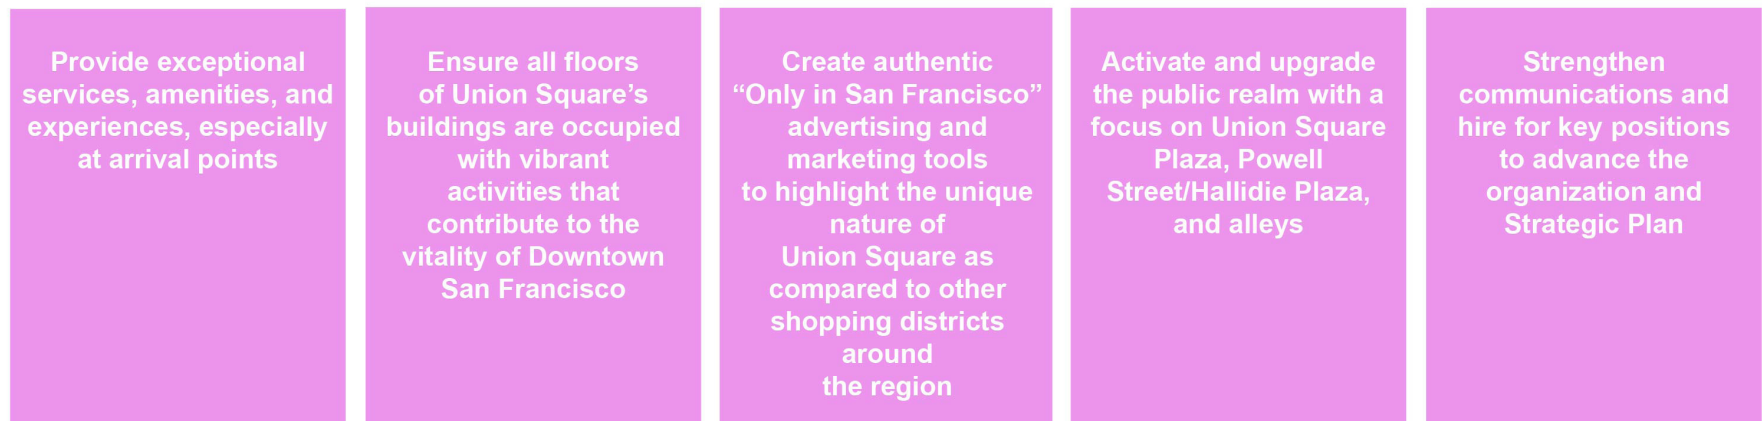 Provide exceptional
services, amenities, and
experiences, especially
at arrival points
Ensure all floors
of Union Square’s
buildings are occupied
with vibrant
activities that
contribute to the
vitality of Downtown
San Francisco
Create authentic
“Only in San Francisco”
advertising and
marketing tools
to highlight the unique
nature of
Union Square as
compared to other
shopping districts
around
the region
Activate and upgrade
the public realm with a
focus on Union Square
Plaza, Powell
Street/Hallidie Plaza,
and alleys
Strengthen
communications and
hire for key positions
to advance the
organization and
Strategic Plan